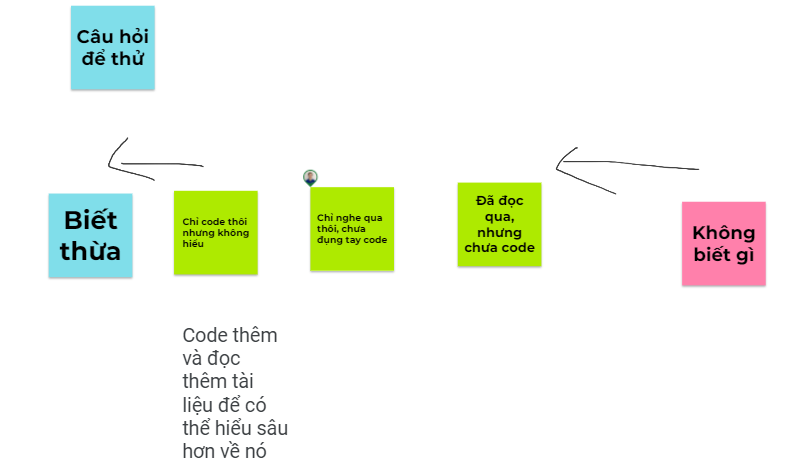 Câu hỏi
để thử
Biết
thừa
Chỉ code thôi
nhưng không
hiểu
Chỉ nghe qua
thôi, chưa
đụng tay code
Đã đọc
qua,
nhưng
chưa code
Không
biết gì
Code thêm
và đọc
thêm tài
liệu để có
thể hiểu sâu
hơn về nó